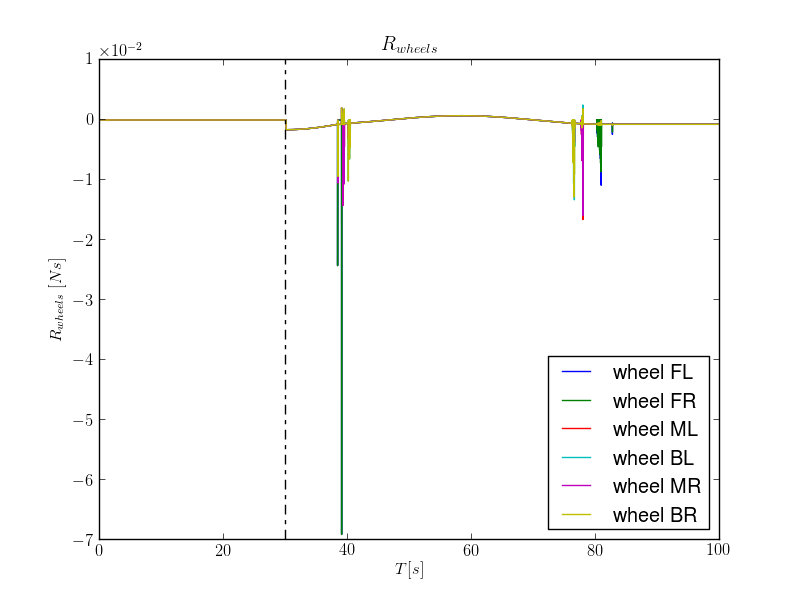 R_wheels
×10⁻²
1
0
−1
−2
−3
−4
−5
−6
−7
R_wheels [Ns]
0 20 40 60 80 100
T[s]
wheel FL
wheel FR
wheel ML
wheel BL
wheel MR
wheel BR